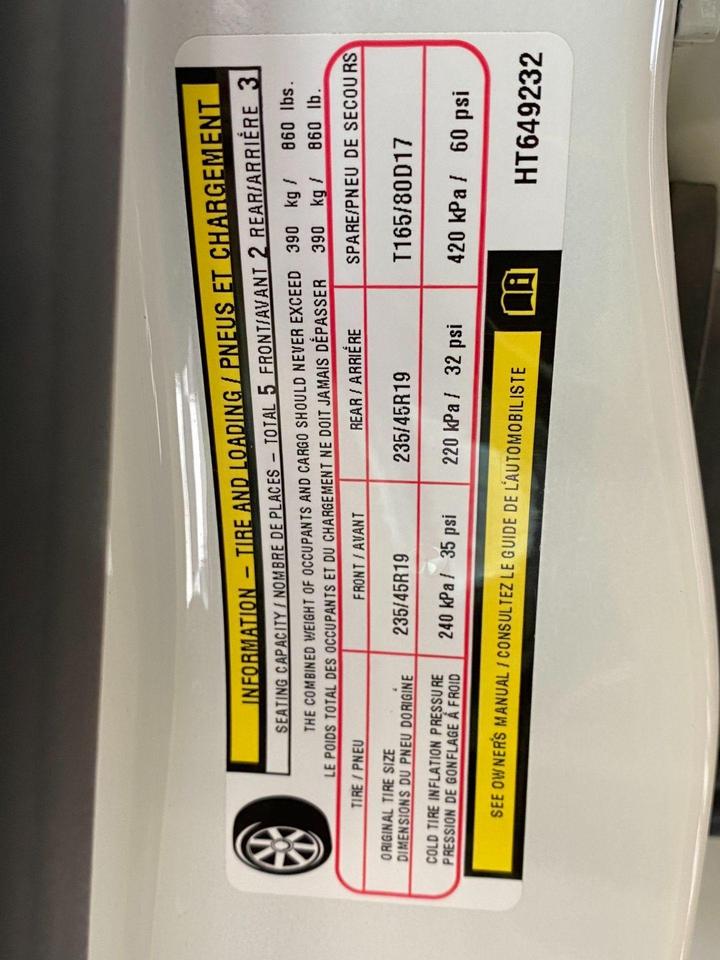 INFORMATION – TIRE AND LOADING / PNEUS ET CHARGEMENT
SEATING CAPACITY / NOMBRE DE PLACES – TOTAL 5 FRONT/AVANT 2 REAR/ARRIÉRE 3
THE COMBINED WEIGHT OF OCCUPANTS AND CARGO SHOULD NEVER EXCEED 390 kg / 860 lbs.
LE POIDS TOTAL DES OCCUPANTS ET DU CHARGEMENT NE DOIT JAMAIS DÉPASSER 390 kg / 860 lb.
TIRE / PNEU FRONT / AVANT REAR / ARRIÉRE SPARE/PNEU DE SECOURS
ORIGINAL TIRE SIZE
DIMENSIONS DU PNEU D'ORIGINE 235/45R19 235/45R19 T165/80D17
COLD TIRE INFLATION PRESSURE
PRESSION DE GONFLAGE Á FROID 240 kPa / 35 psi 220 kPa / 32 psi 420 kPa / 60 psi
SEE OWNER'S MANUAL / CONSULTEZ LE GUIDE DE L'AUTOMOBILISTE
HT649232